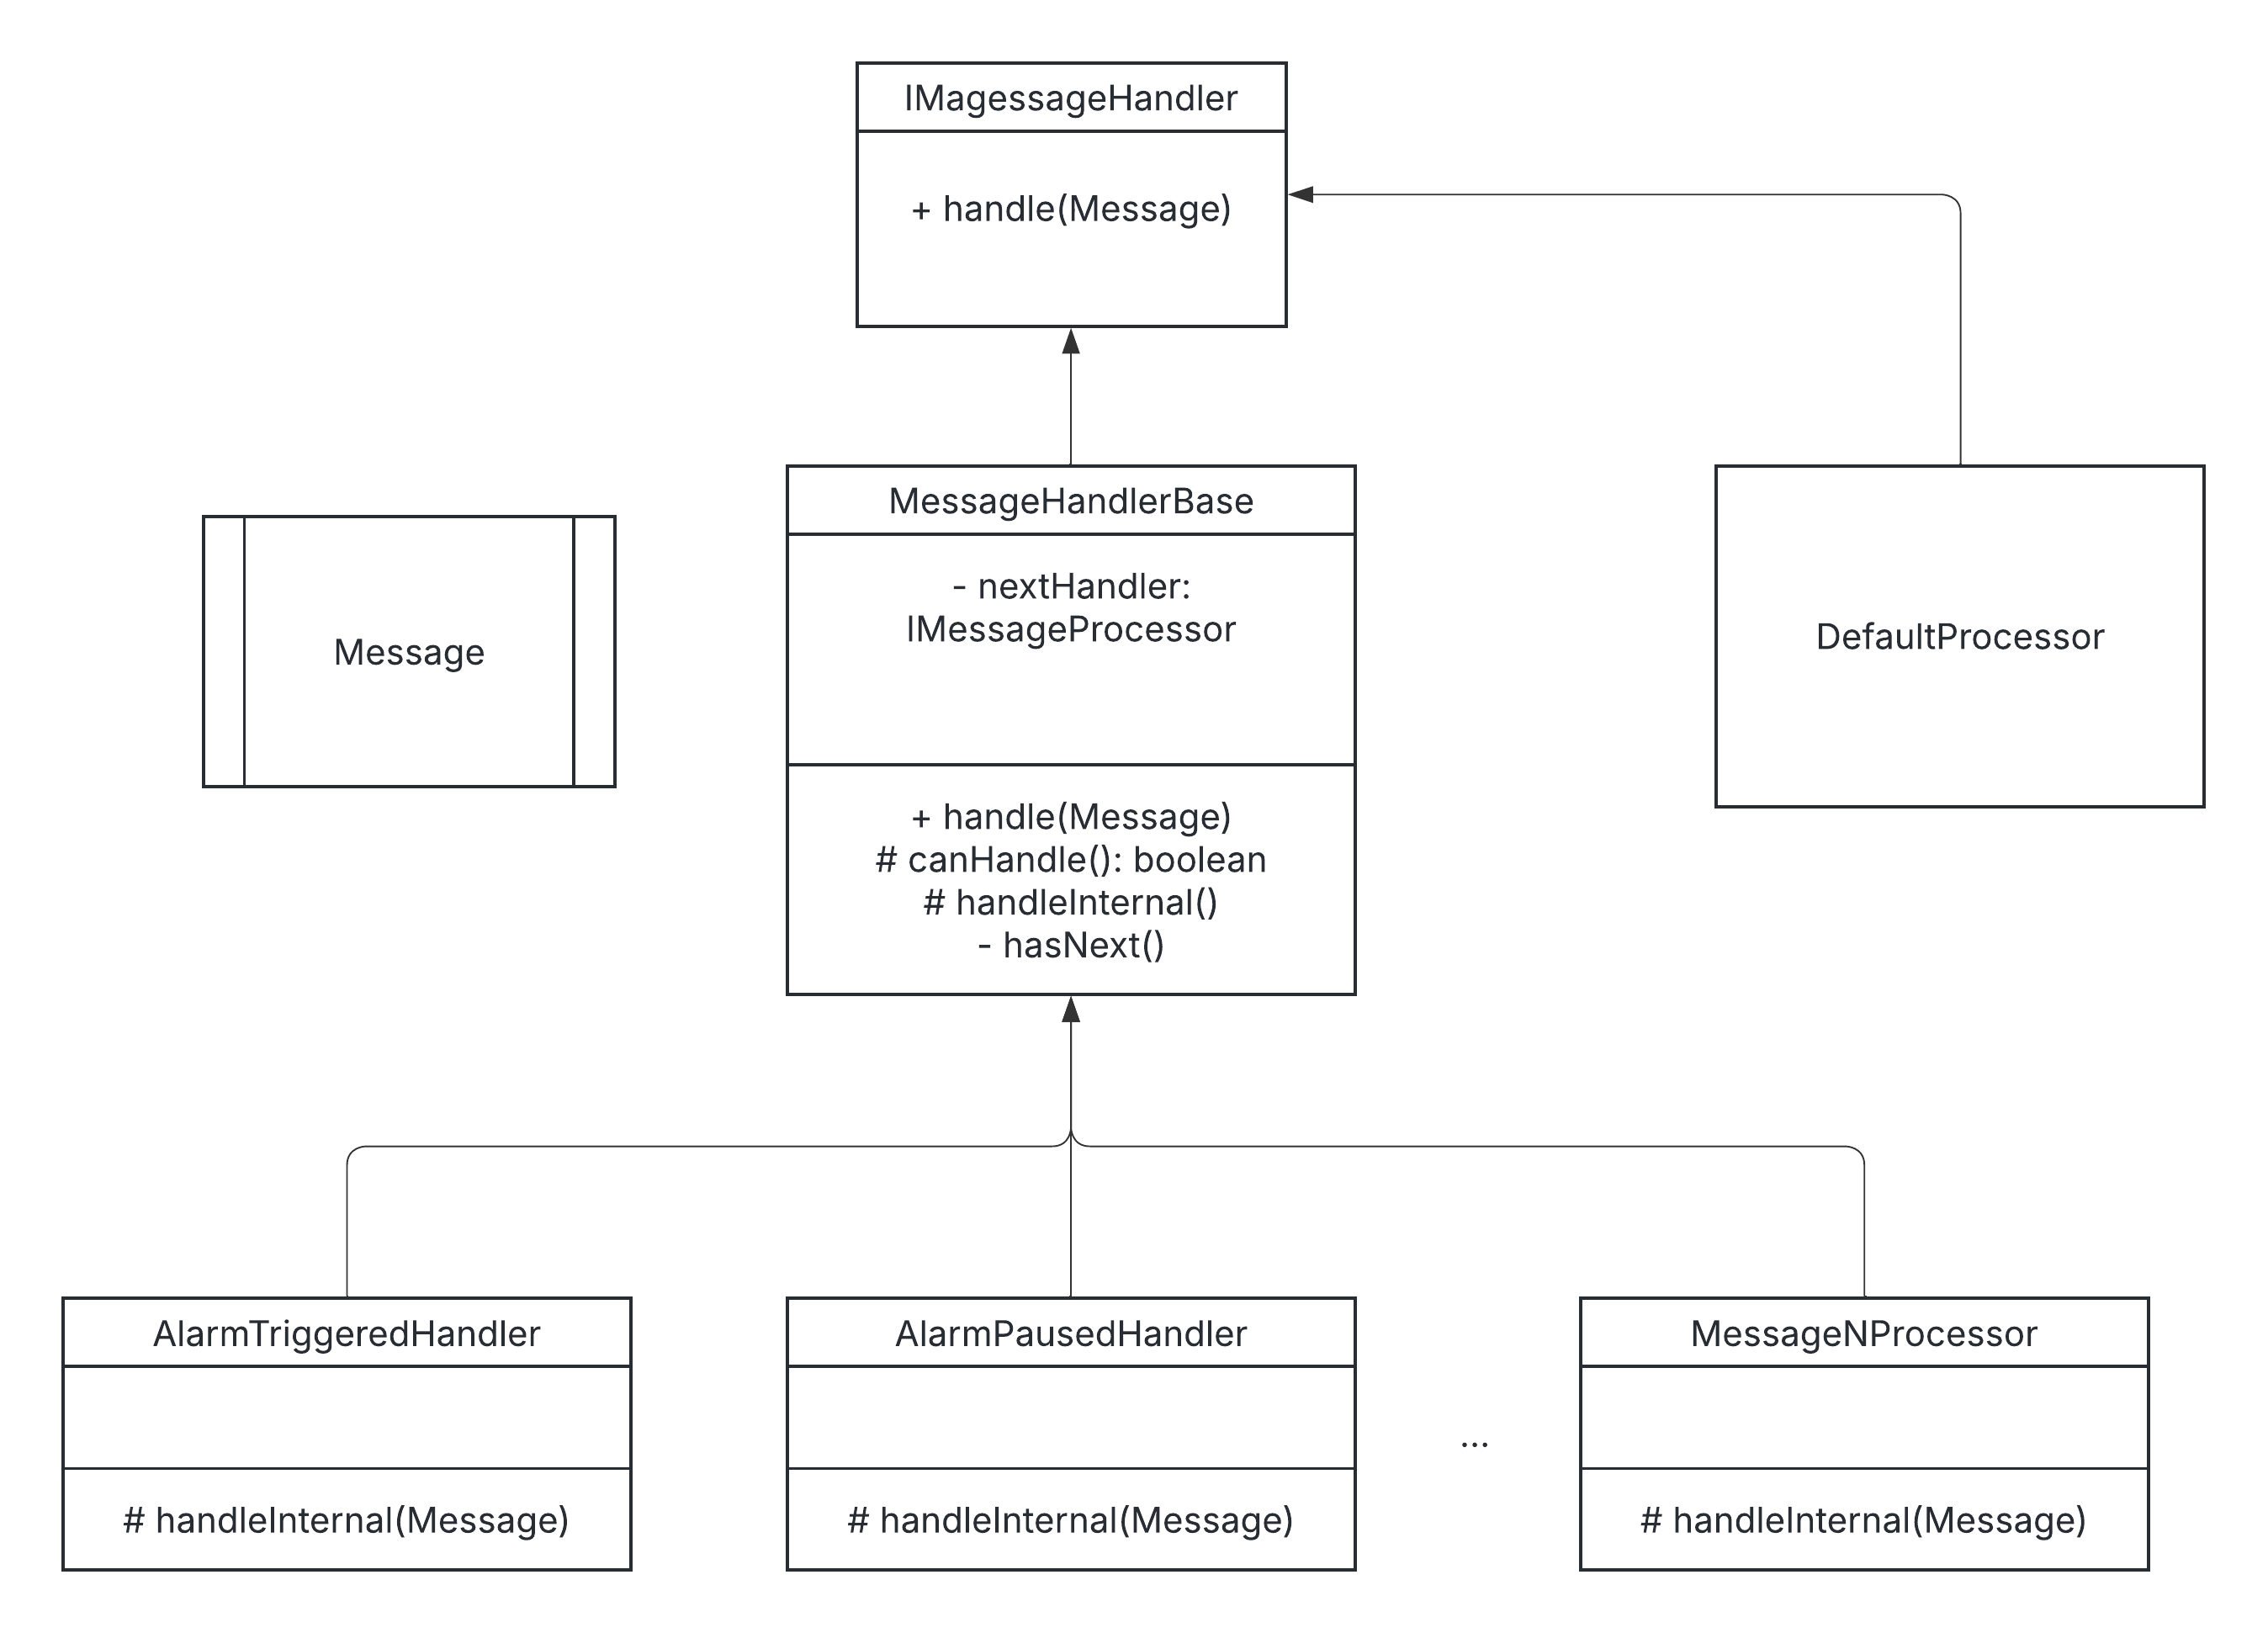 IMagessageHandler
+ handle(Message)
MessageHandlerBase
- nextHandler:
IMessageProcessor
+ handle(Message)
# canHandle(): boolean
# handleInternal()
- hasNext()
Message
DefaultProcessor
AlarmTriggeredHandler
# handleInternal(Message)
AlarmPausedHandler
# handleInternal(Message)
...
MessageNProcessor
# handleInternal(Message)